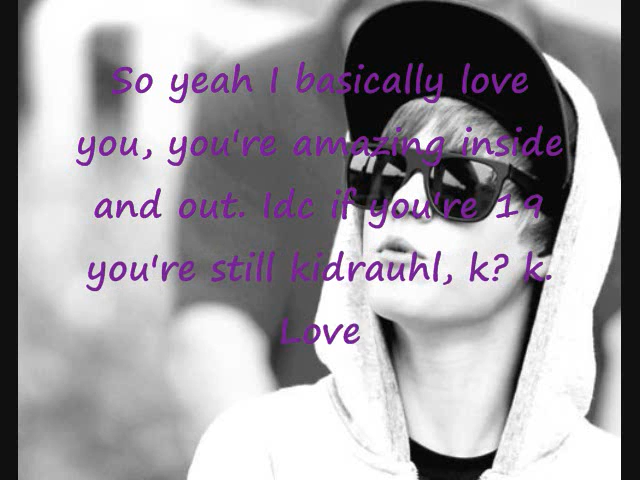 So yeah I basically love
you, you're amazing inside
and out. Idc if you're 19
you're still kidrauhl, k? k.
Love